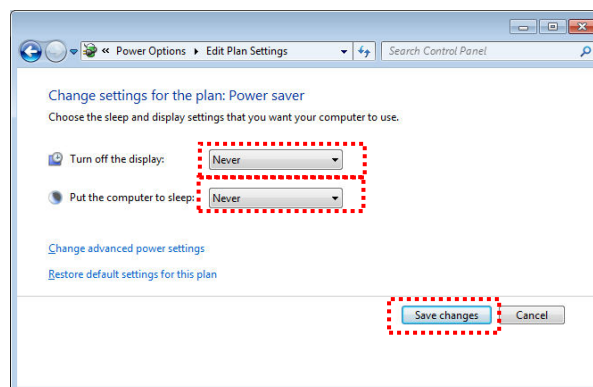 « Power Options Edit Plan Settings Search Control Panel
Change settings for the plan: Power saver
Choose the sleep and display settings that you want your computer to use.
Turn off the display: Never
Put the computer to sleep: Never
Change advanced power settings
Restore default settings for this plan
Save changes Cancel